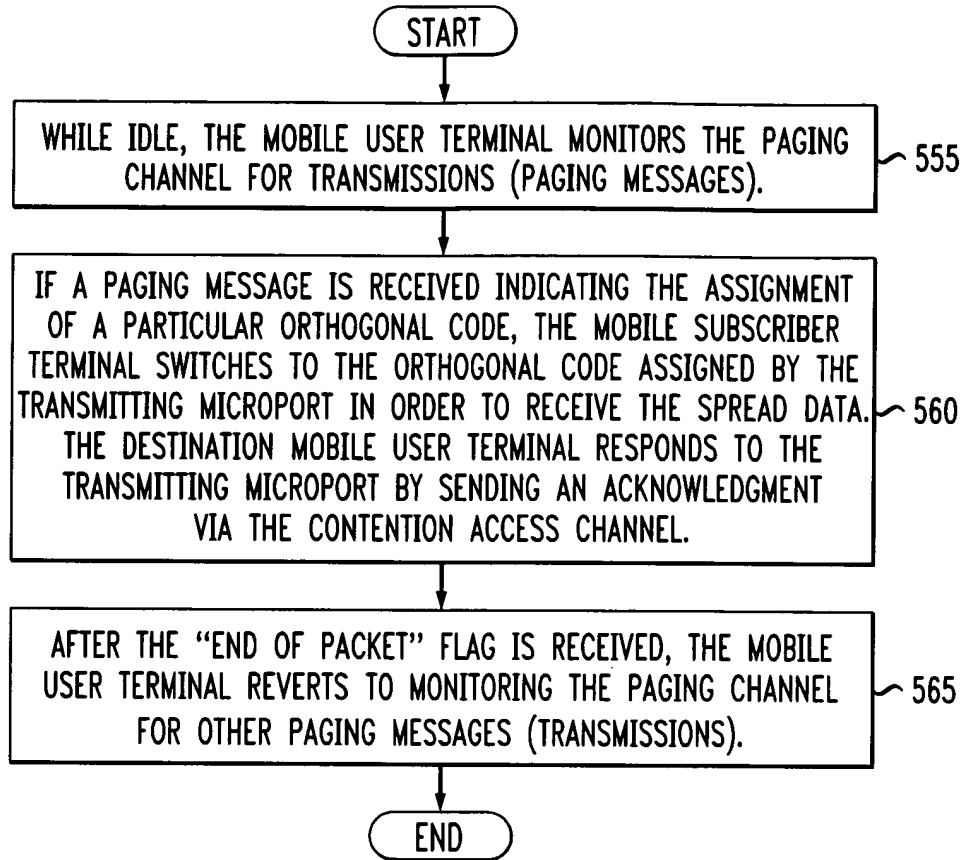 START
WHILE IDLE, THE MOBILE USER TERMINAL MONITORS THE PAGING
CHANNEL FOR TRANSMISSIONS (PAGING MESSAGES).
555
IF A PAGING MESSAGE IS RECEIVED INDICATING THE ASSIGNMENT
OF A PARTICULAR ORTHOGONAL CODE, THE MOBILE SUBSCRIBER
TERMINAL SWITCHES TO THE ORTHOGONAL CODE ASSIGNED BY THE
TRANSMITTING MICROPORT IN ORDER TO RECEIVE THE SPREAD DATA.
THE DESTINATION MOBILE USER TERMINAL RESPONDS TO THE
TRANSMITTING MICROPORT BY SENDING AN ACKNOWLEDGMENT
VIA THE CONTENTION ACCESS CHANNEL.
560
AFTER THE “END OF PACKET” FLAG IS RECEIVED, THE MOBILE
USER TERMINAL REVERTS TO MONITORING THE PAGING CHANNEL
FOR OTHER PAGING MESSAGES (TRANSMISSIONS).
565
END